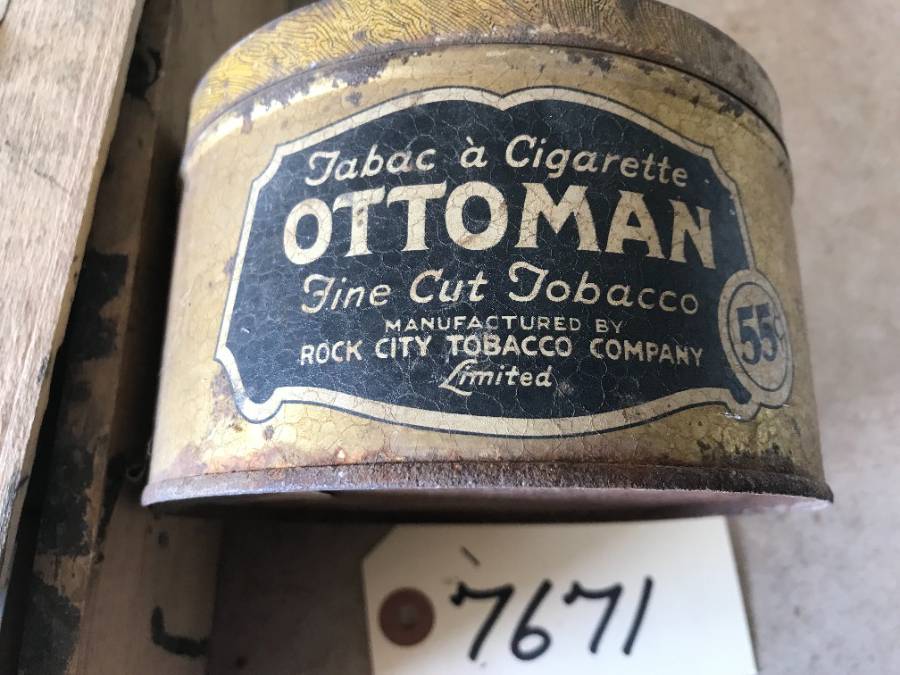 Tabac à Cigarette
OTTOMAN
Fine Cut Tobacco
MANUFACTURED BY
ROCK CITY TOBACCO COMPANY
Limited
55¢
7671